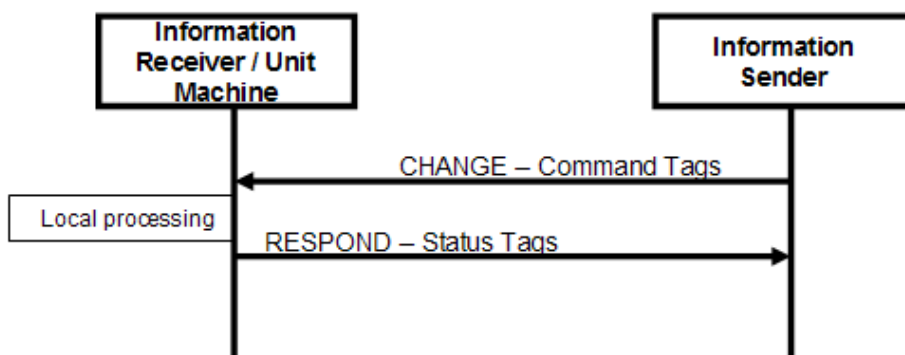 Information
Receiver / Unit
Machine
Information
Sender
CHANGE – Command Tags
Local processing
RESPOND – Status Tags